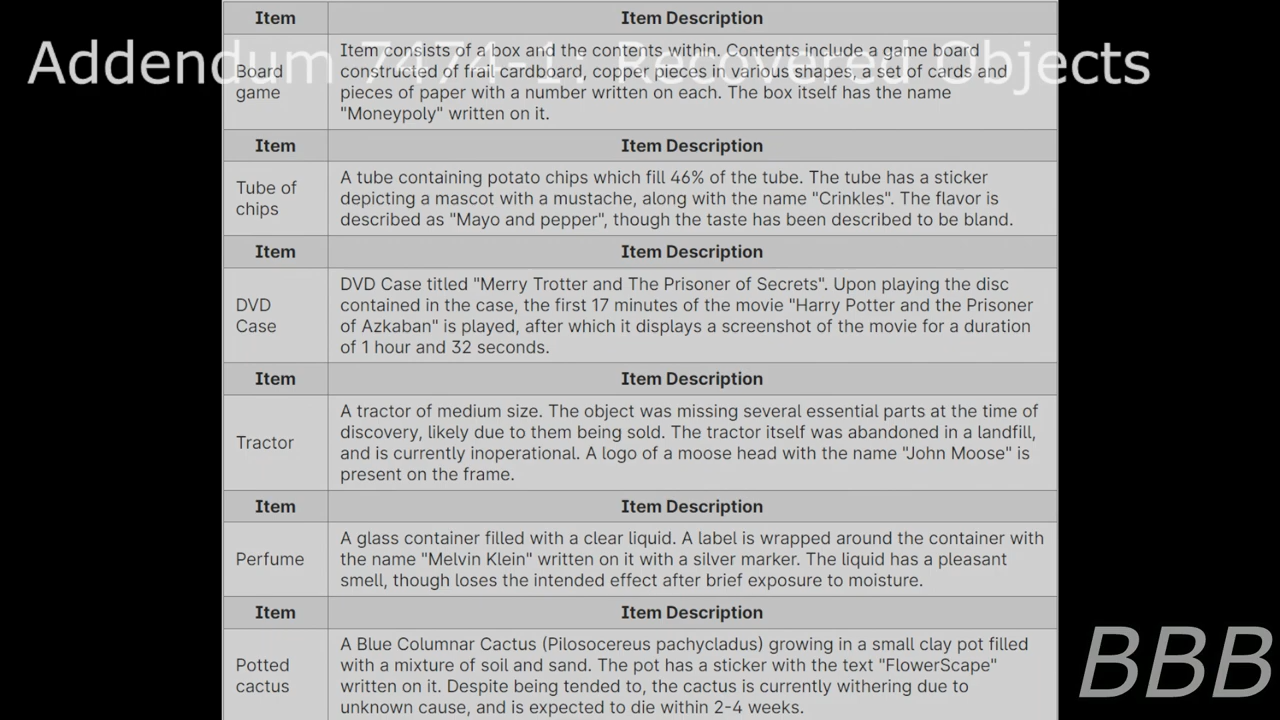 Addendum 7474-1: Recovered Objects
Item Item Description
Board game
Item consists of a box and the contents within. Contents include a game board
constructed of frail cardboard, copper pieces in various shapes, a set of cards and
pieces of paper with a number written on each. The box itself has the name
"Moneypoly" written on it.
Item Item Description
Tube of
chips
A tube containing potato chips which fill 46% of the tube. The tube has a sticker
depicting a mascot with a mustache, along with the name "Crinkles". The flavor is
described as "Mayo and pepper", though the taste has been described to be bland.
Item Item Description
DVD
Case
DVD Case titled "Merry Trotter and The Prisoner of Secrets". Upon playing the disc
contained in the case, the first 17 minutes of the movie "Harry Potter and the Prisoner
of Azkaban" is played, after which it displays a screenshot of the movie for a duration
of 1 hour and 32 seconds.
Item Item Description
Tractor
A tractor of medium size. The object was missing several essential parts at the time of
discovery, likely due to them being sold. The tractor itself was abandoned in a landfill,
and is currently inoperational. A logo of a moose head with the name "John Moose" is
present on the frame.
Item Item Description
Perfume
A glass container filled with a clear liquid. A label is wrapped around the container with
the name "Melvin Klein" written on it with a silver marker. The liquid has a pleasant
smell, though loses the intended effect after brief exposure to moisture.
Item Item Description
Potted
cactus
A Blue Columnar Cactus (Pilosocereus pachycladus) growing in a small clay pot filled
with a mixture of soil and sand. The pot has a sticker with the text "FlowerScape"
written on it. Despite being tended to, the cactus is currently withering due to
unknown cause, and is expected to die within 2-4 weeks.
BBB